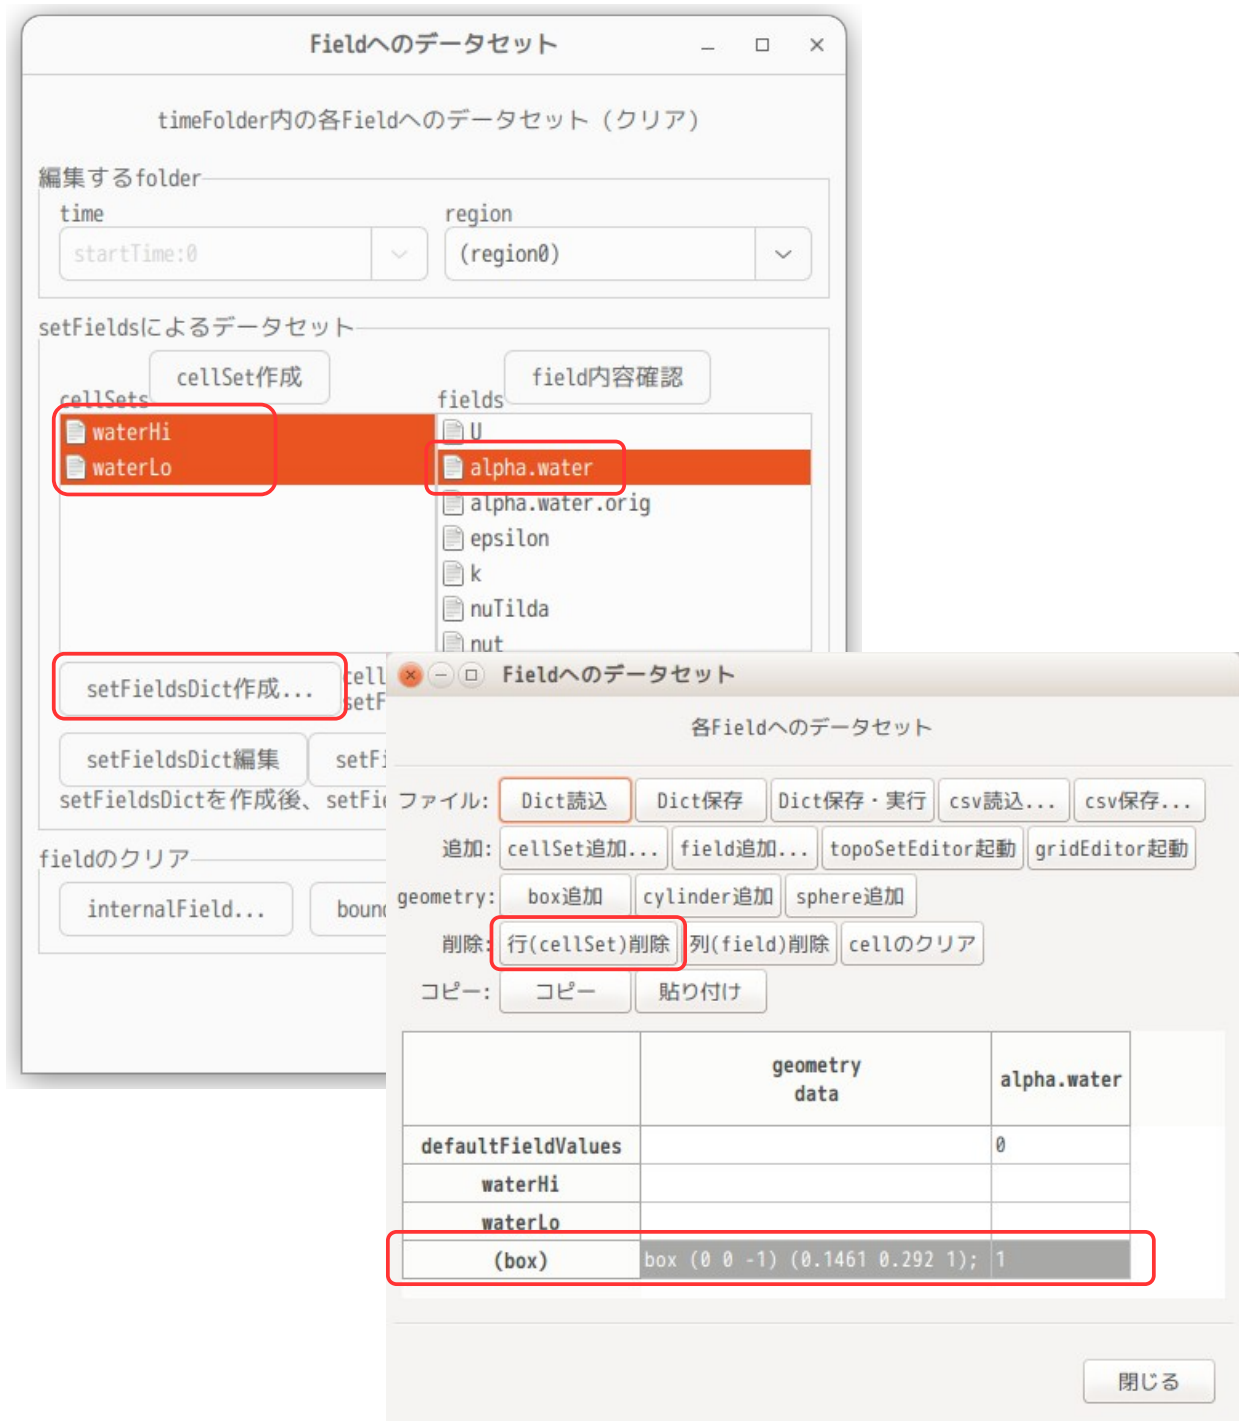 Fieldへのデータセット
timeFolder内の各Fieldへのデータセット（クリア）
編集するfolder
time region
startTime:0 (region0)
setFieldsによるデータセット
cellSet作成 field内容確認
cellSets fields
waterHi U
waterLo alpha.water
alpha.water.orig
epsilon
k
nuTilda
nut
setFieldsDict作成... cell
setF
setFieldsDict編集 setFi
setFieldsDictを作成後、setFie
fieldのクリア
internalField... boun
Fieldへのデータセット
各Fieldへのデータセット
ファイル: Dict読込 Dict保存 Dict保存・実行 csv読込... csv保存...
追加: cellSet追加... field追加... topoSetEditor起動 gridEditor起動
geometry: box追加 cylinder追加 sphere追加
削除: 行(cellSet)削除 列(field)削除 cellのクリア
コピー: コピー 貼り付け
geometry
data alpha.water
defaultFieldValues 0
waterHi
waterLo
(box) box (0 0 -1) (0.1461 0.292 1); 1
閉じる